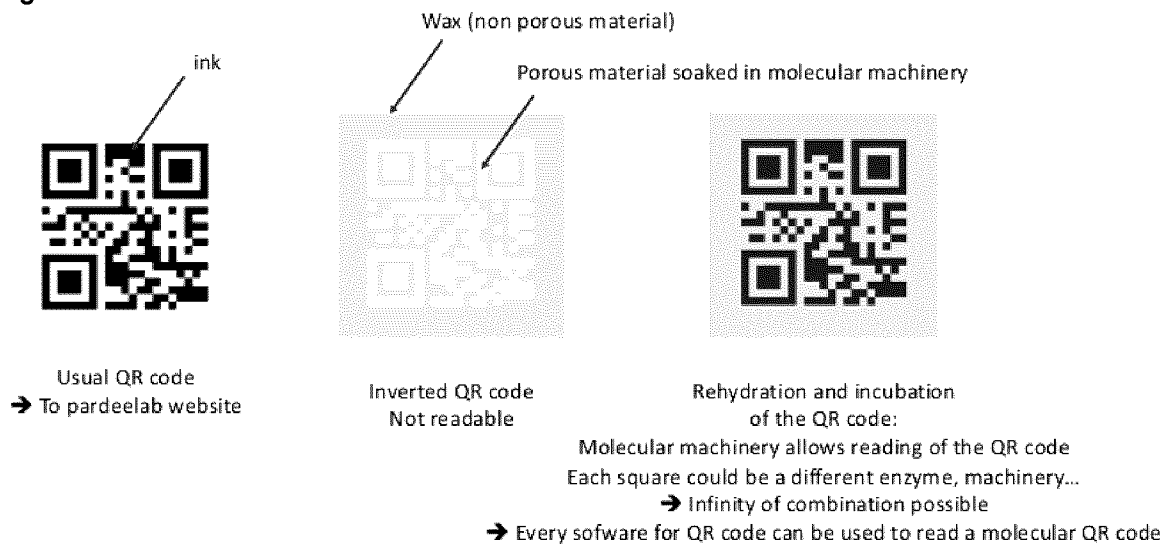 Wax (non porous material)
ink
Porous material soaked in molecular machinery
Usual QR code
➔ To pardeelab website
Inverted QR code
Not readable
Rehydration and incubation
of the QR code:
Molecular machinery allows reading of the QR code
Each square could be a different enzyme, machinery...
➔ Infinity of combination possible
➔ Every sofware for QR code can be used to read a molecular QR code